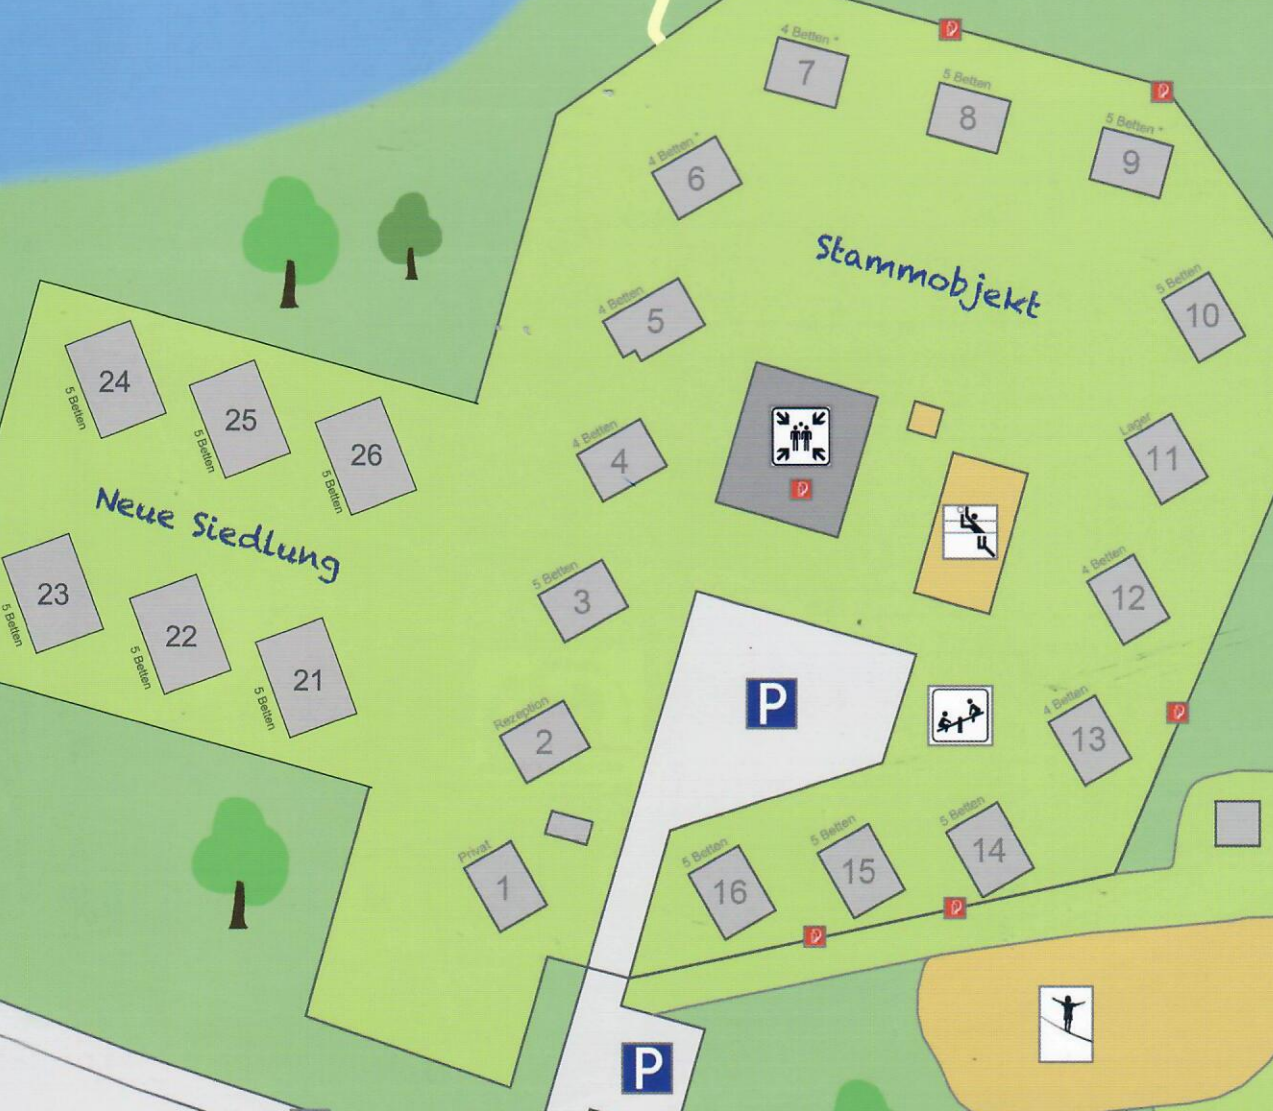 4 Betten *
7
5 Betten
8
5 Betten *
9
4 Betten *
6
Stammobjekt
4 Betten
5
5 Betten
10
24
5 Betten
25
5 Betten
26
5 Betten
4 Betten
4
Lager
11
Neue Siedlung
23
5 Betten
22
5 Betten
21
5 Betten
5 Betten
3
4 Betten
12
Rezeption
2
P
4 Betten
13
Privat
1
5 Betten
16
5 Betten
15
5 Betten
14
P